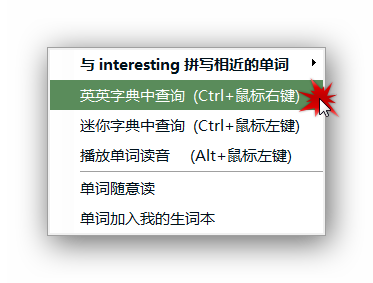 与 interesting 拼写相近的单词
英英字典中查询 (Ctrl+鼠标右键)
迷你字典中查询 (Ctrl+鼠标左键)
播放单词读音 (Alt+鼠标左键)
单词随意读
单词加入我的生词本